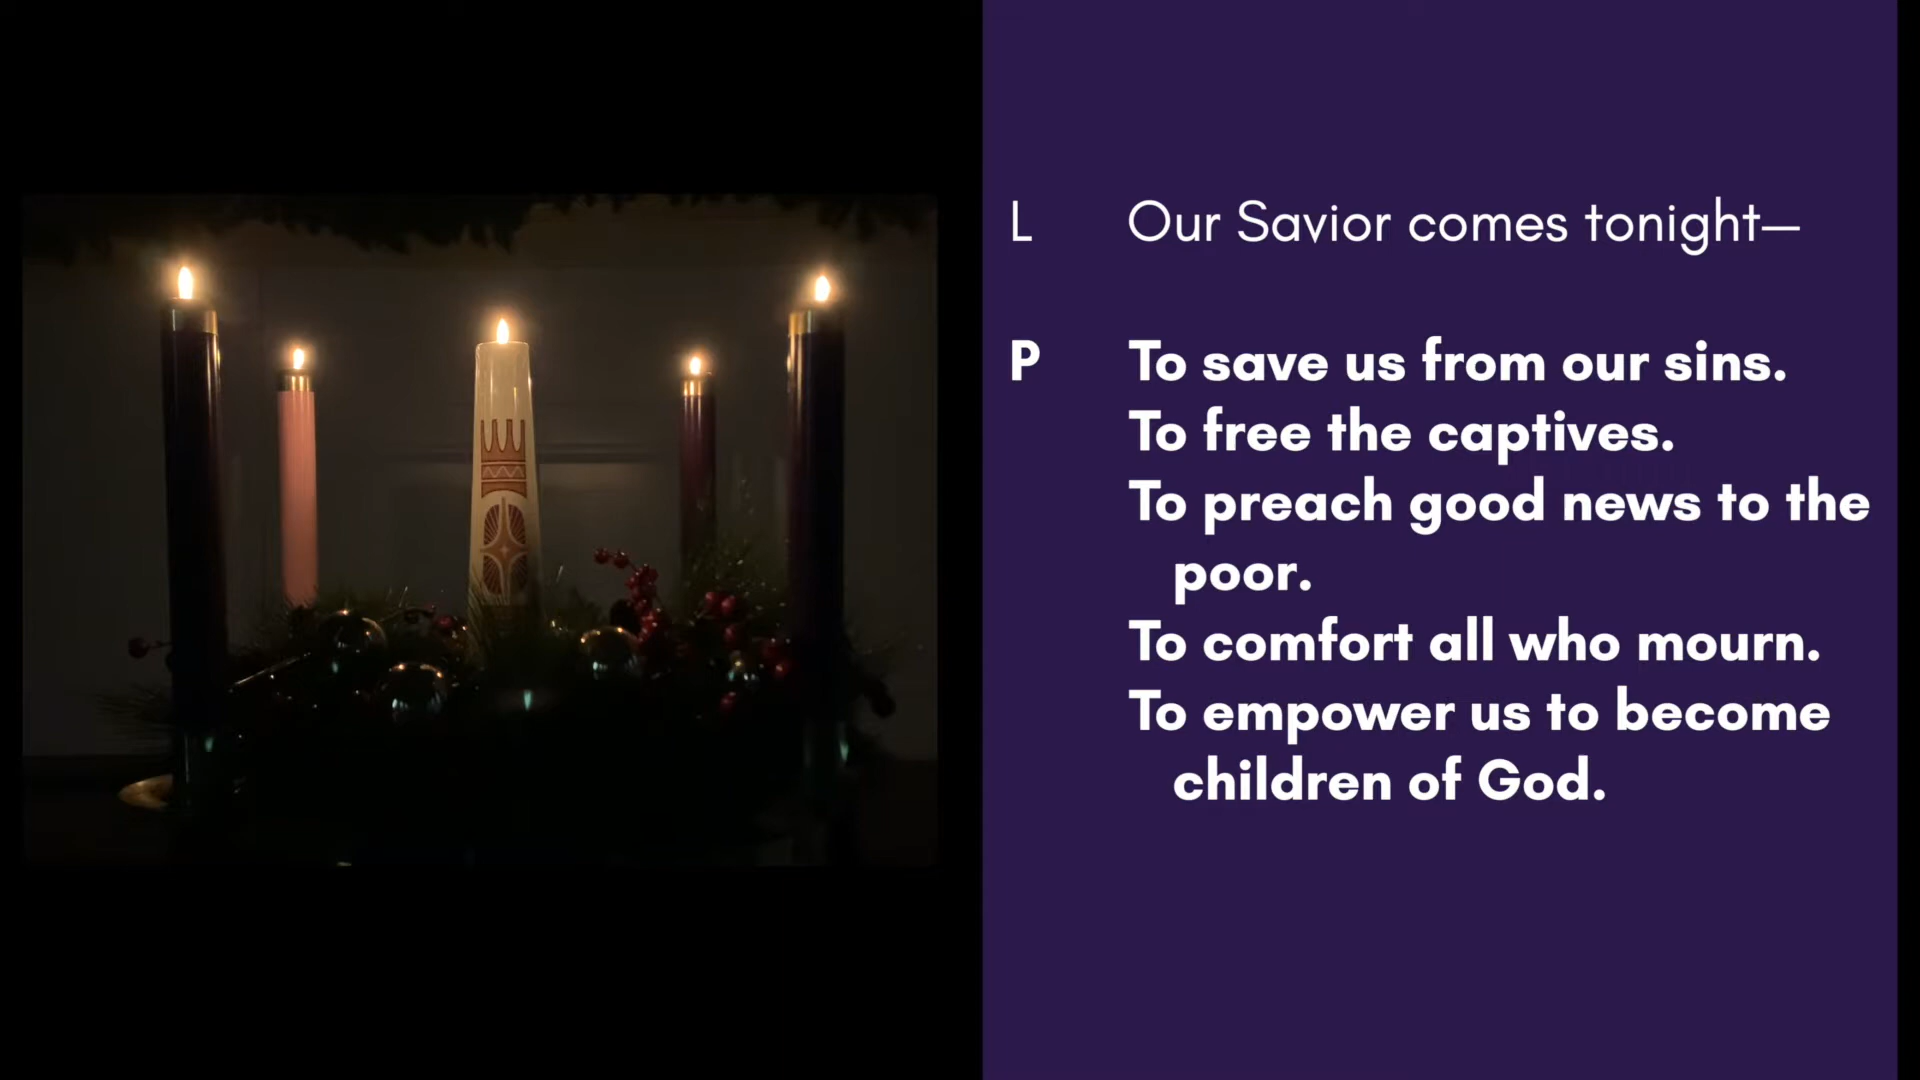 L Our Savior comes tonight—
P To save us from our sins.
To free the captives.
To preach good news to the
poor.
To comfort all who mourn.
To empower us to become
children of God.